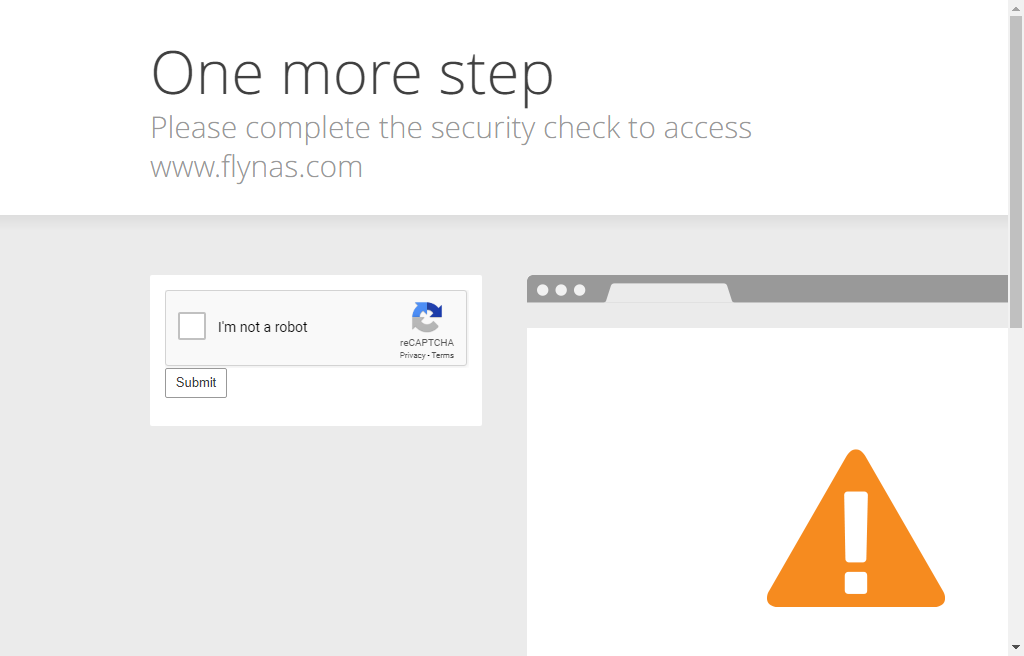 One more step
Please complete the security check to access
www.flynas.com
I'm not a robot
reCAPTCHA
Privacy - Terms
Submit